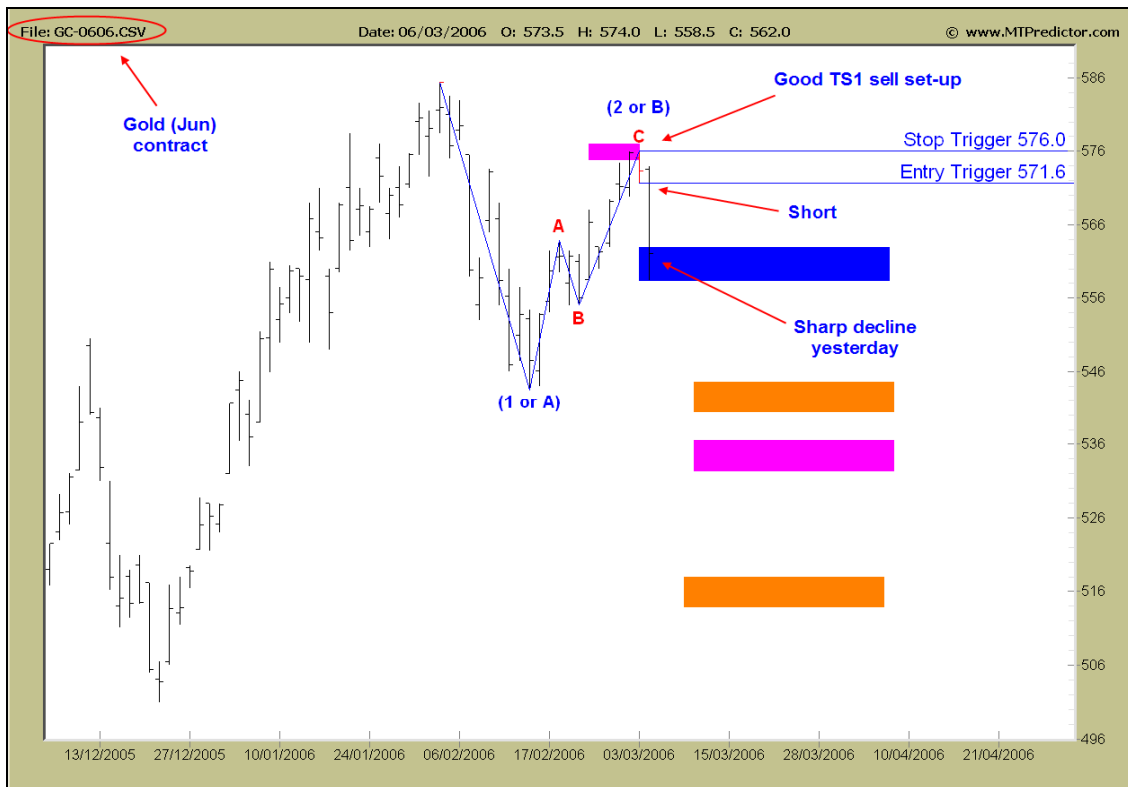 File: GC-0606.CSV
Date: 06/03/2006 O: 573.5 H: 574.0 L: 558.5 C: 562.0
© www.MTPredictor.com
Gold (Jun)
contract
Good TS1 sell set-up
(2 or B)
C
Stop Trigger 576.0
Entry Trigger 571.6
Short
A
B
Sharp decline
yesterday
(1 or A)
586
576
566
556
546
536
526
516
506
496
13/12/2005 27/12/2005 10/01/2006 24/01/2006 06/02/2006 17/02/2006 03/03/2006 15/03/2006 28/03/2006 10/04/2006 21/04/2006